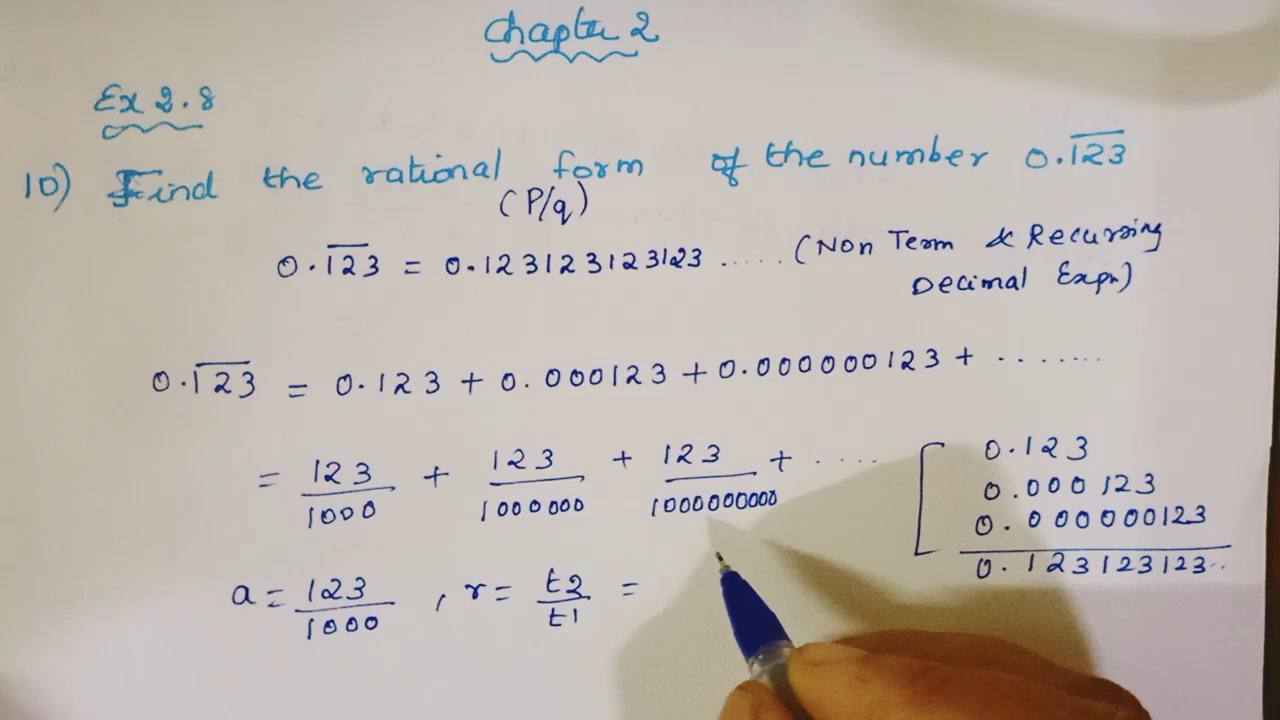 Chapter 2
Ex 2.8
10) Find the rational form of the number 0.1̅2̅3̅
(P/q)
0.1̅2̅3 = 0.123123123123 ..... (Non Term & Recursing
Decimal Expn)
0.1̅2̅3 = 0.123 + 0.000123 + 0.000000123 + ........
= 123/1000 + 123/1000000 + 123/1000000000 + ....
0.123
0.000123
0.000000123
0.123123123..
a = 123/1000 , r = t2/t1 =